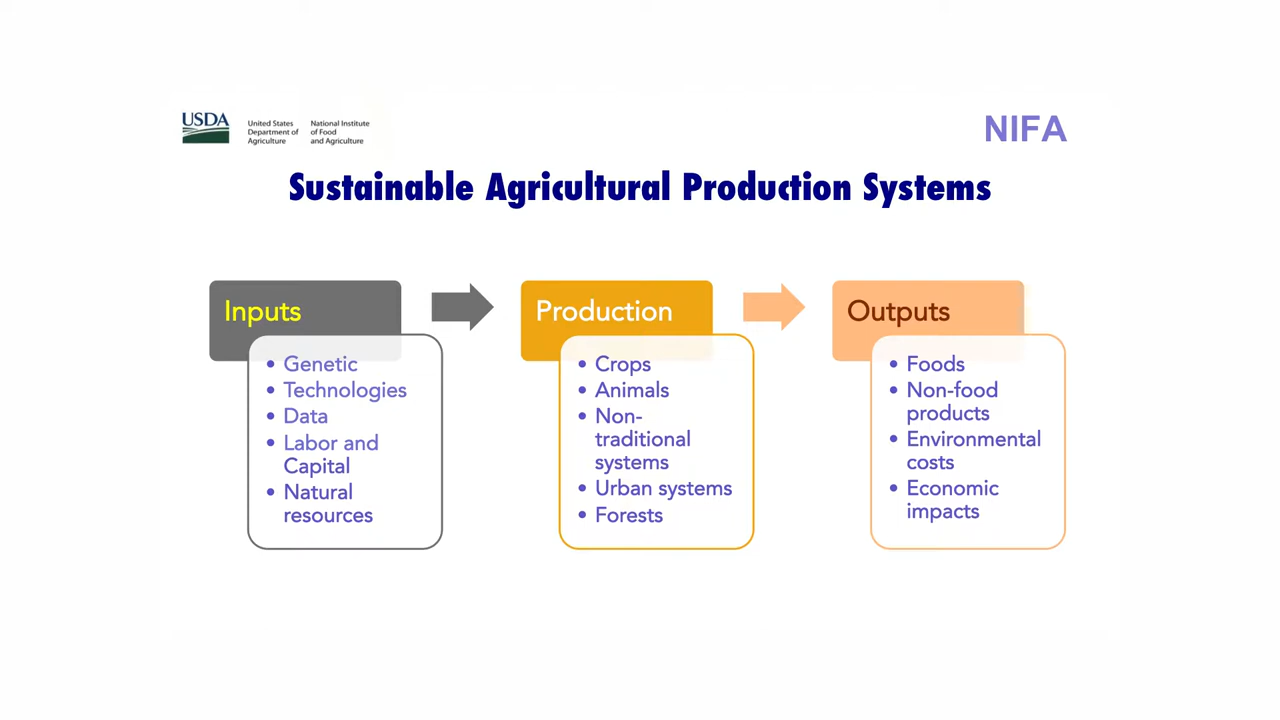 USDA
United States
Department of
Agriculture
National Institute
of Food
and Agriculture
NIFA
Sustainable Agricultural Production Systems
Inputs
• Genetic
• Technologies
• Data
• Labor and
Capital
• Natural
resources
Production
• Crops
• Animals
• Non-
traditional
systems
• Urban systems
• Forests
Outputs
• Foods
• Non-food
products
• Environmental
costs
• Economic
impacts